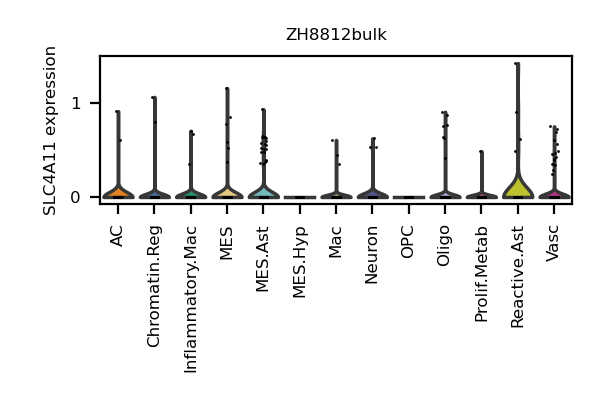 ZH8812bulk
SLC4A11 expression
1
0
AC
Chromatin.Reg
Inflammatory.Mac
MES
MES.Ast
MES.Hyp
Mac
Neuron
OPC
Oligo
Prolif.Metab
Reactive.Ast
Vasc